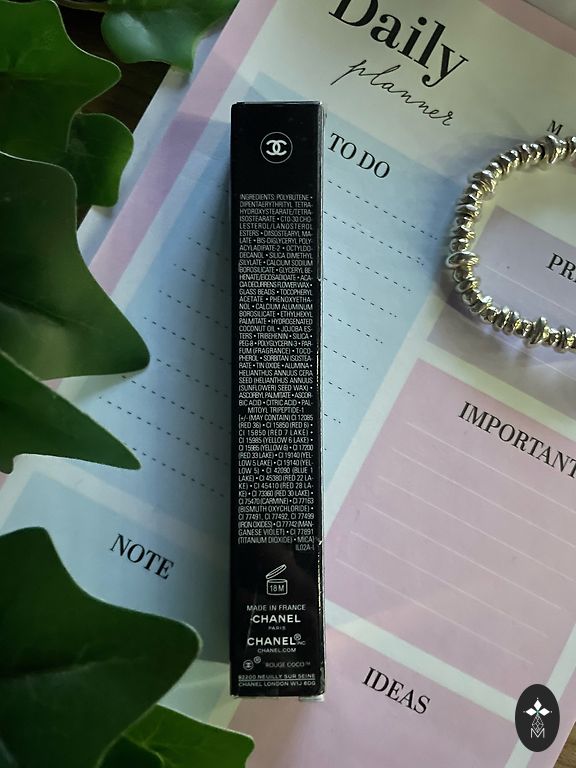 Daily
planner
M
TO DO
PRI
IMPORTANT
NOTE
IDEAS
INGREDIENTS: POLYBUTENE •
DIPENTAERYTHRITYL TETRA-
HYDROXYSTEARATE/TETRA-
ISOSTEARATE • C10-30 CHO-
LESTEROL/LANOSTEROL
ESTERS • DIISOSTEARYL MA-
LATE • BIS-DIGLYCERYL POLY-
ACYLADIPATE-2 • OCTYLDO-
DECANOL • SILICA DIMETHYL
SILYLATE • CALCIUM SODIUM
BOROSILICATE • GLYCERYL BE-
HENATE/EICOSADIOATE • ACA-
CIA DECURRENS FLOWER WAX •
GLASS BEADS • TOCOPHERYL
ACETATE • PHENOXYETHA-
NOL • CALCIUM ALUMINUM
BOROSILICATE • ETHYLHEXYL
PALMITATE • HYDROGENATED
COCONUT OIL • JOJOBA ES-
TERS • TRIBEHENIN • SILICA •
PEG-8 • POLYGLYCERIN-3 • PAR-
FUM (FRAGRANCE) • TOCO-
PHEROL • SORBITAN ISOSTEA-
RATE • TIN OXIDE • ALUMINA •
HELIANTHUS ANNUUS CERA
SEED (HELIANTHUS ANNUUS
(SUNFLOWER) SEED WAX) •
ASCORBYL PALMITATE • ASCOR-
BIC ACID • CITRIC ACID • PAL-
MITOYL TRIPEPTIDE-1
[+/- (MAY CONTAIN) CI 12085
(RED 36) • CI 15850 (RED 6) •
CI 15850 (RED 7 LAKE) •
CI 15985 (YELLOW 6 LAKE) •
CI 15985 (YELLOW 6) • CI 17200
(RED 33 LAKE) • CI 19140 (YEL-
LOW 5 LAKE) • CI 19140 (YEL-
LOW 5) • CI 42090 (BLUE 1
LAKE) • CI 45380 (RED 22 LA-
KE) • CI 45410 (RED 28 LA-
KE) • CI 73360 (RED 30 LAKE) •
CI 75470 (CARMINE) • CI 77163
(BISMUTH OXYCHLORIDE) •
CI 77491, CI 77492, CI 77499
(IRON OXIDES) • CI 77742 (MAN-
GANESE VIOLET) • CI 77891
(TITANIUM DIOXIDE) • MICA]
IL02A-I
18 M
MADE IN FRANCE
CHANEL
PARIS
CHANEL® INC
CHANEL.COM
® ROUGE COCO™
92200 NEUILLY SUR SEINE
CHANEL LONDON W1J 6DG
M